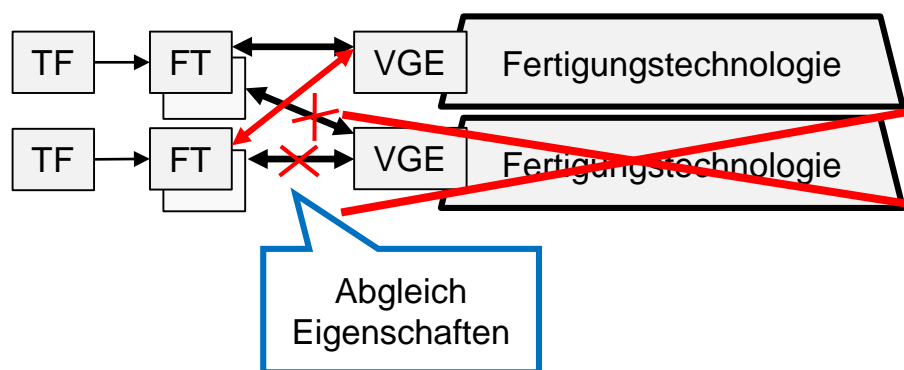 TF
FT
VGE
Fertigungstechnologie
TF
FT
VGE
Fertigungstechnologie
Abgleich
Eigenschaften